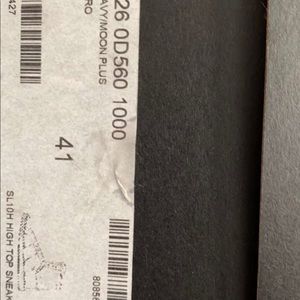 26 0D560 1000
AVY/MOON PLUS
RO
41
427
SL10H HIGH TOP SNEAK
8085